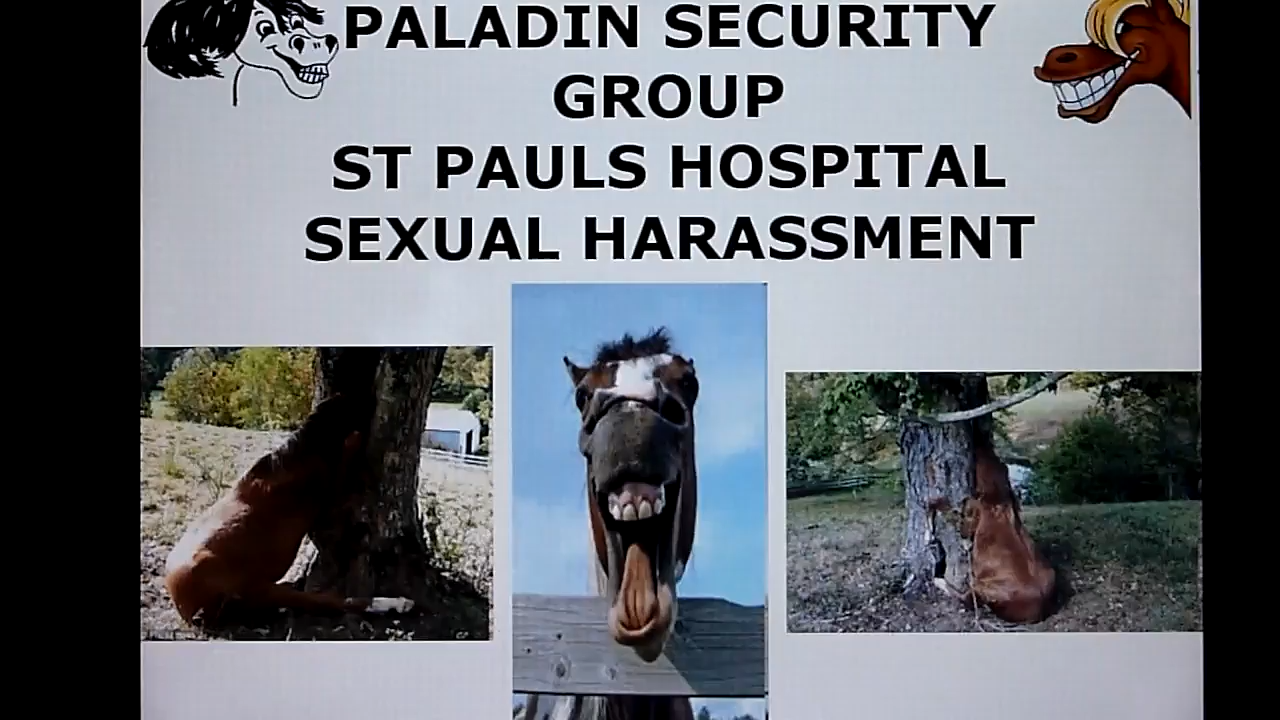 PALADIN SECURITY
GROUP
ST PAULS HOSPITAL
SEXUAL HARASSMENT